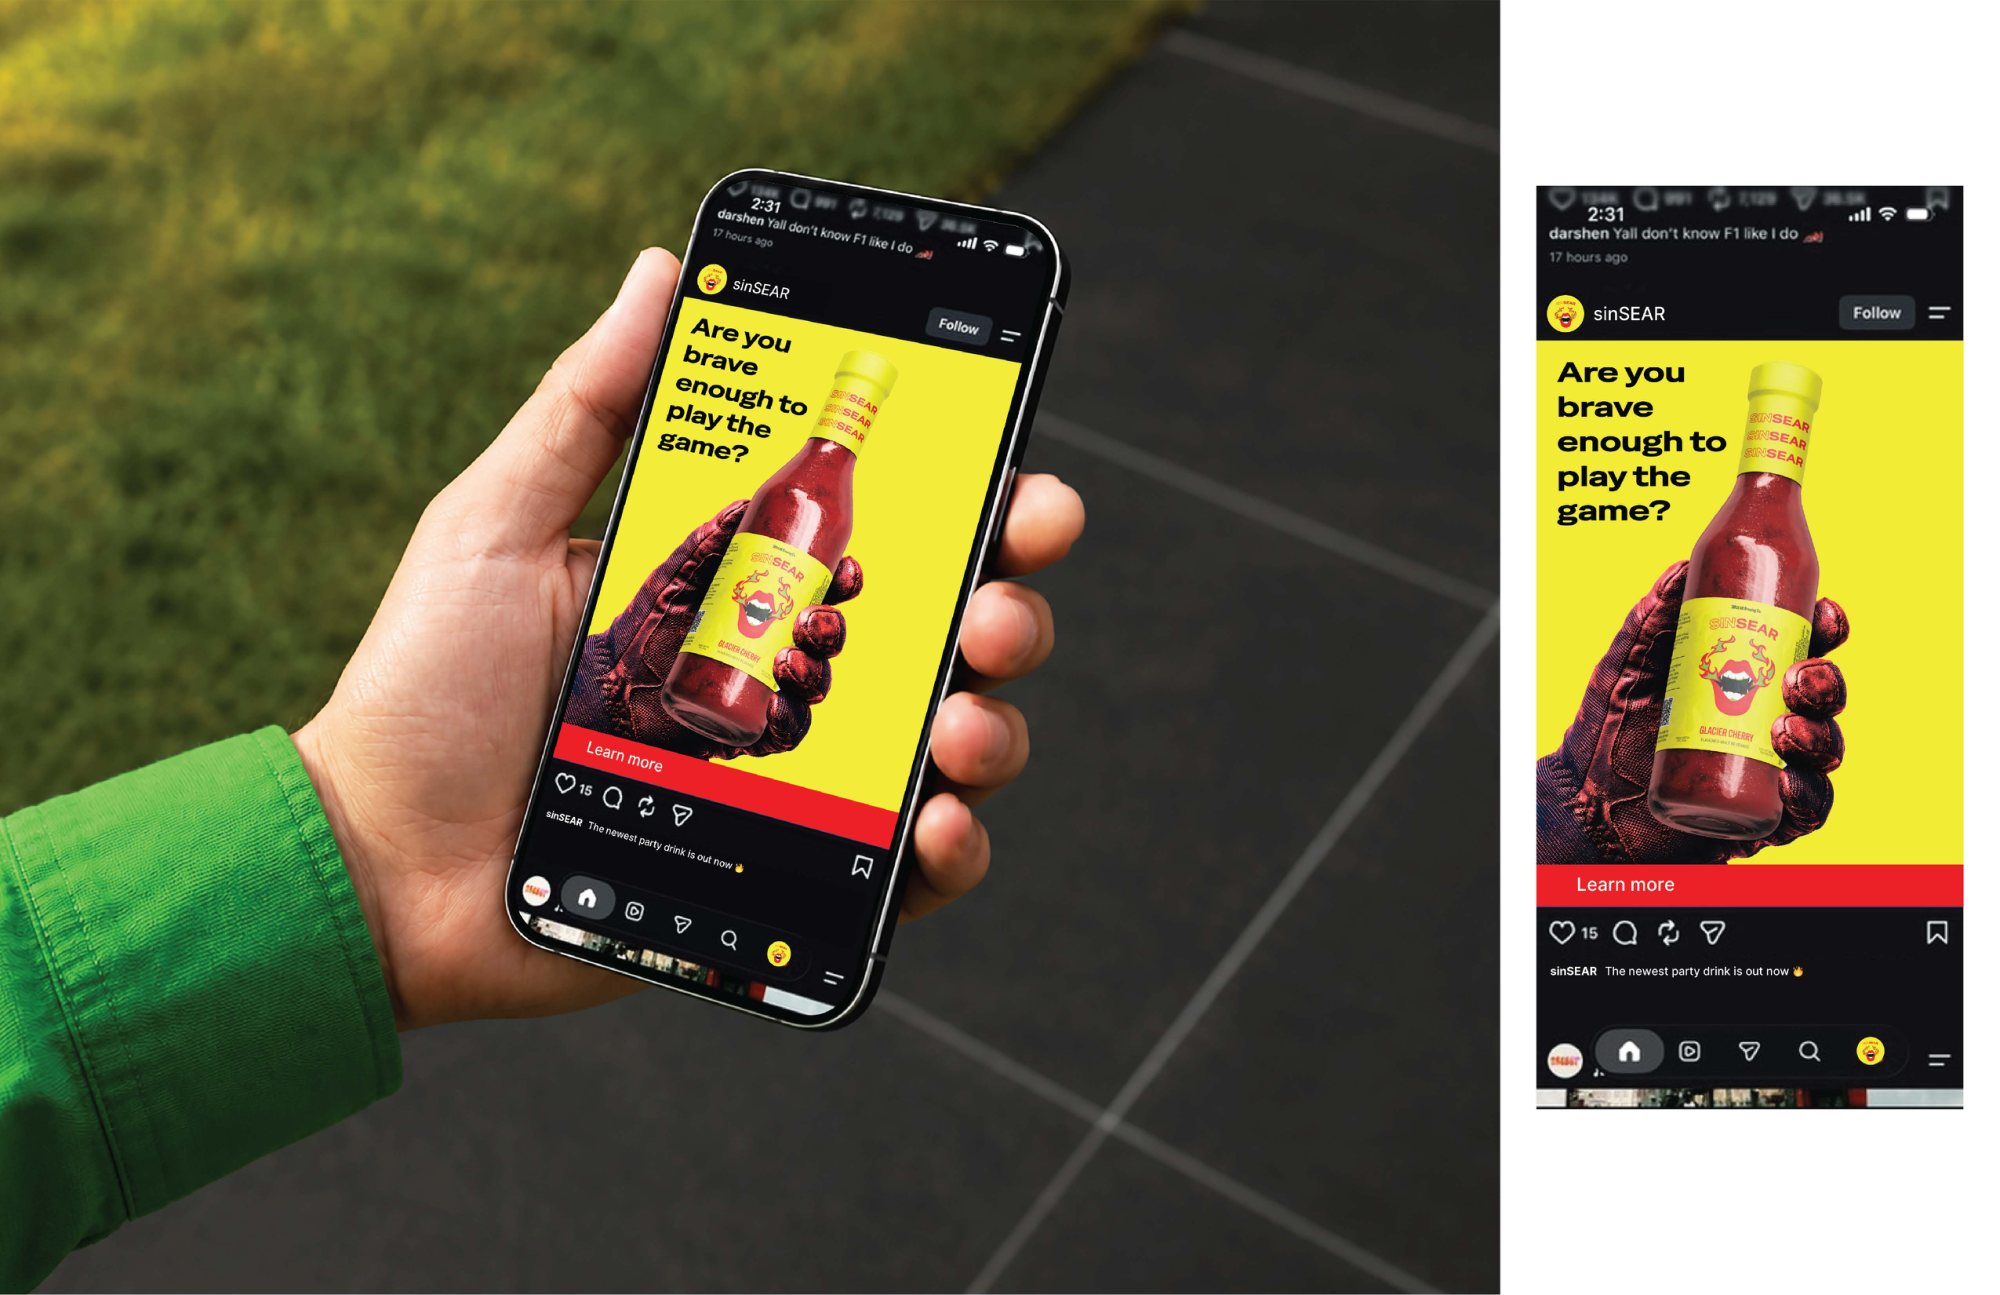 2:31
darshen Yall don't know F1 like I do
17 hours ago
sinSEAR
Follow
Are you
brave
enough to
play the
game?
SINSEAR
SINSEAR
SINSEAR
SINSEAR
GLACIER CHERRY
Learn more
15
sinSEAR The newest party drink is out now
2:31
darshen Yall don't know F1 like I do
17 hours ago
sinSEAR
Follow
Are you
brave
enough to
play the
game?
SINSEAR
SINSEAR
SINSEAR
SINSEAR
GLACIER CHERRY
FLAVORED MALT BEVERAGE
Learn more
15
sinSEAR The newest party drink is out now